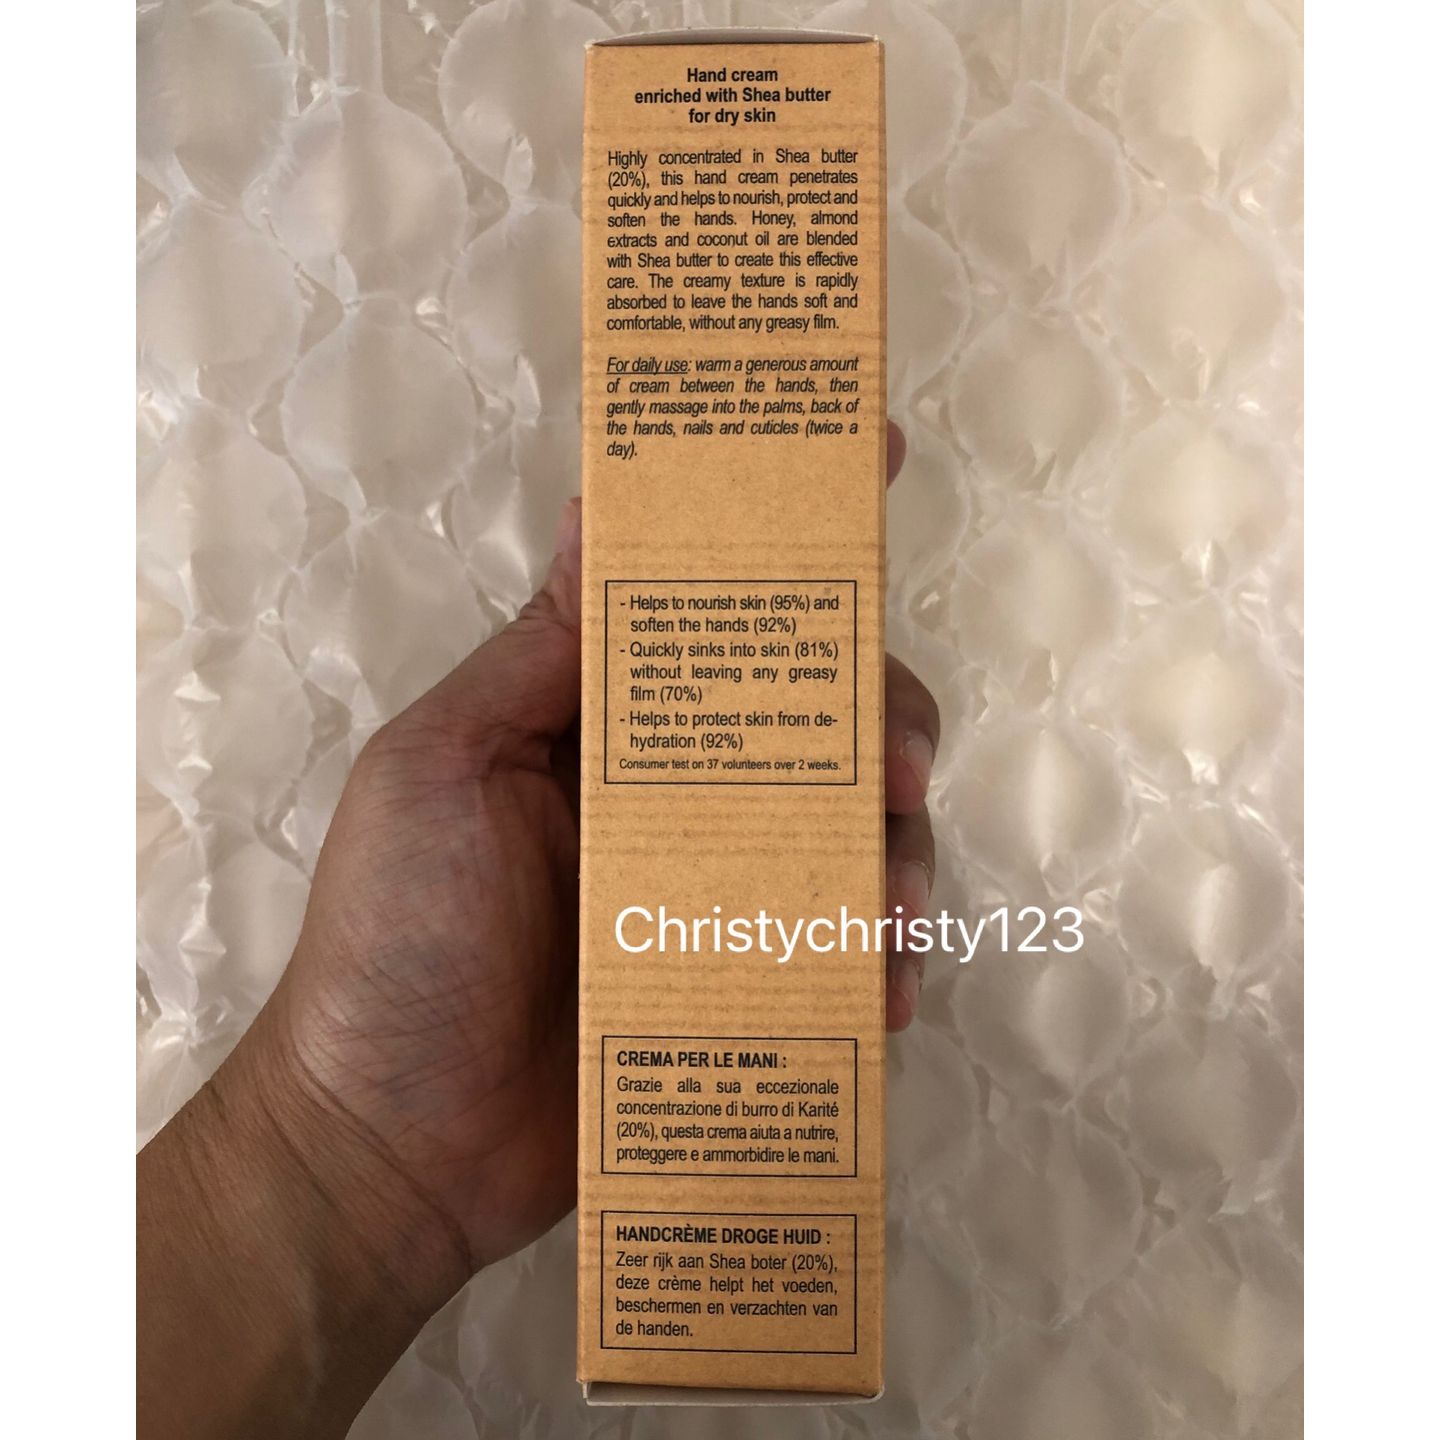 Hand cream
enriched with Shea butter
for dry skin
Highly concentrated in Shea butter
(20%), this hand cream penetrates
quickly and helps to nourish, protect and
soften the hands. Honey, almond
extracts and coconut oil are blended
with Shea butter to create this effective
care. The creamy texture is rapidly
absorbed to leave the hands soft and
comfortable, without any greasy film.
For daily use: warm a generous amount
of cream between the hands, then
gently massage into the palms, back of
the hands, nails and cuticles (twice a
day).
- Helps to nourish skin (95%) and
soften the hands (92%)
- Quickly sinks into skin (81%)
without leaving any greasy
film (70%)
- Helps to protect skin from de-
hydration (92%)
Consumer test on 37 volunteers over 2 weeks.
Christychristy123
CREMA PER LE MANI :
Grazie alla sua eccezionale
concentrazione di burro di Karité
(20%), questa crema aiuta a nutrire,
proteggere e ammorbidire le mani.
HANDCRÈME DROGE HUID :
Zeer rijk aan Shea boter (20%),
deze crème helpt het voeden,
beschermen en verzachten van
de handen.